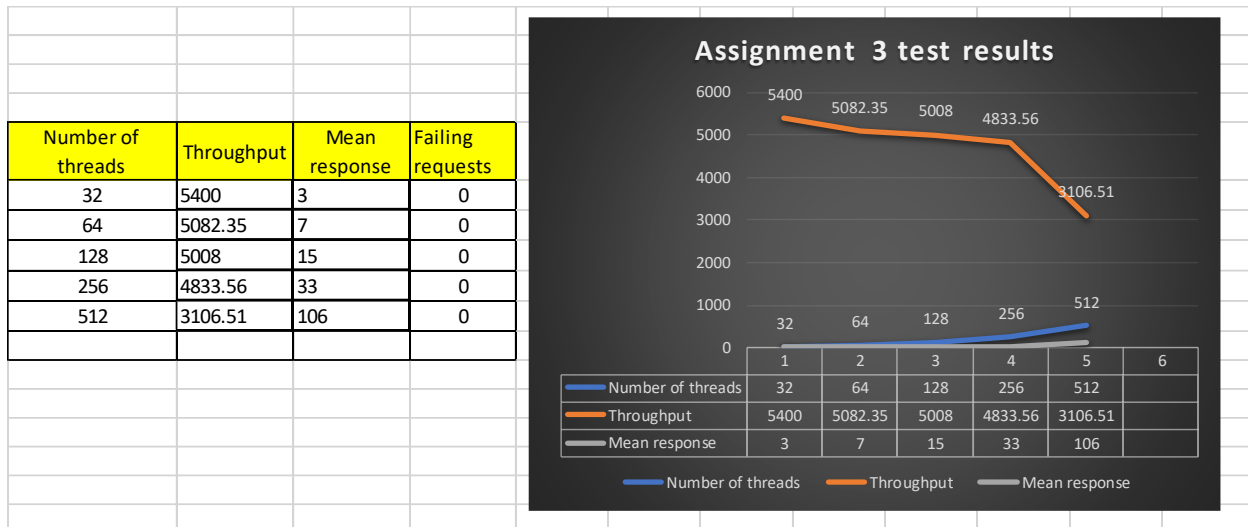 Number of threads Throughput Mean response Failing requests
32 5400 3 0
64 5082.35 7 0
128 5008 15 0
256 4833.56 33 0
512 3106.51 106 0
Assignment 3 test results
6000
5000
4000
3000
2000
1000
0
5400 5082.35 5008 4833.56 3106.51
32 64 128 256 512
1 2 3 4 5 6
Number of threads 32 64 128 256 512
Throughput 5400 5082.35 5008 4833.56 3106.51
Mean response 3 7 15 33 106
Number of threads Throughput Mean response